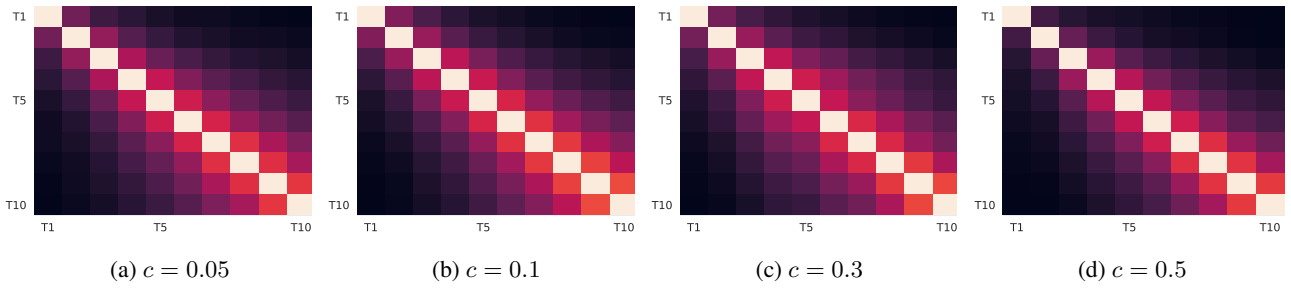 T1
T5
T10
T1 T5 T10
(a) c = 0.05
T1
T5
T10
T1 T5 T10
(b) c = 0.1
T1
T5
T10
T1 T5 T10
(c) c = 0.3
T1
T5
T10
T1 T5 T10
(d) c = 0.5